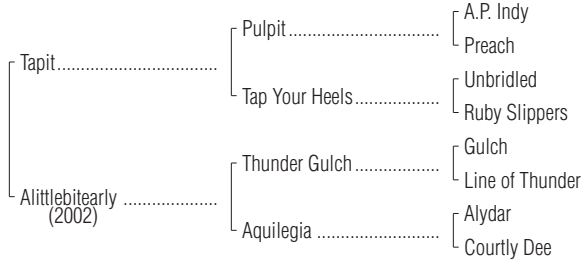 A.P. Indy
Pulpit........................................
Preach
Tapit..........................................
Unbridled
Tap Your Heels......................
Ruby Slippers
Gulch
Thunder Gulch......................
Line of Thunder
Alittlebitearly ........................
(2002)
Alydar
Aquilegia ................................
Courtly Dee